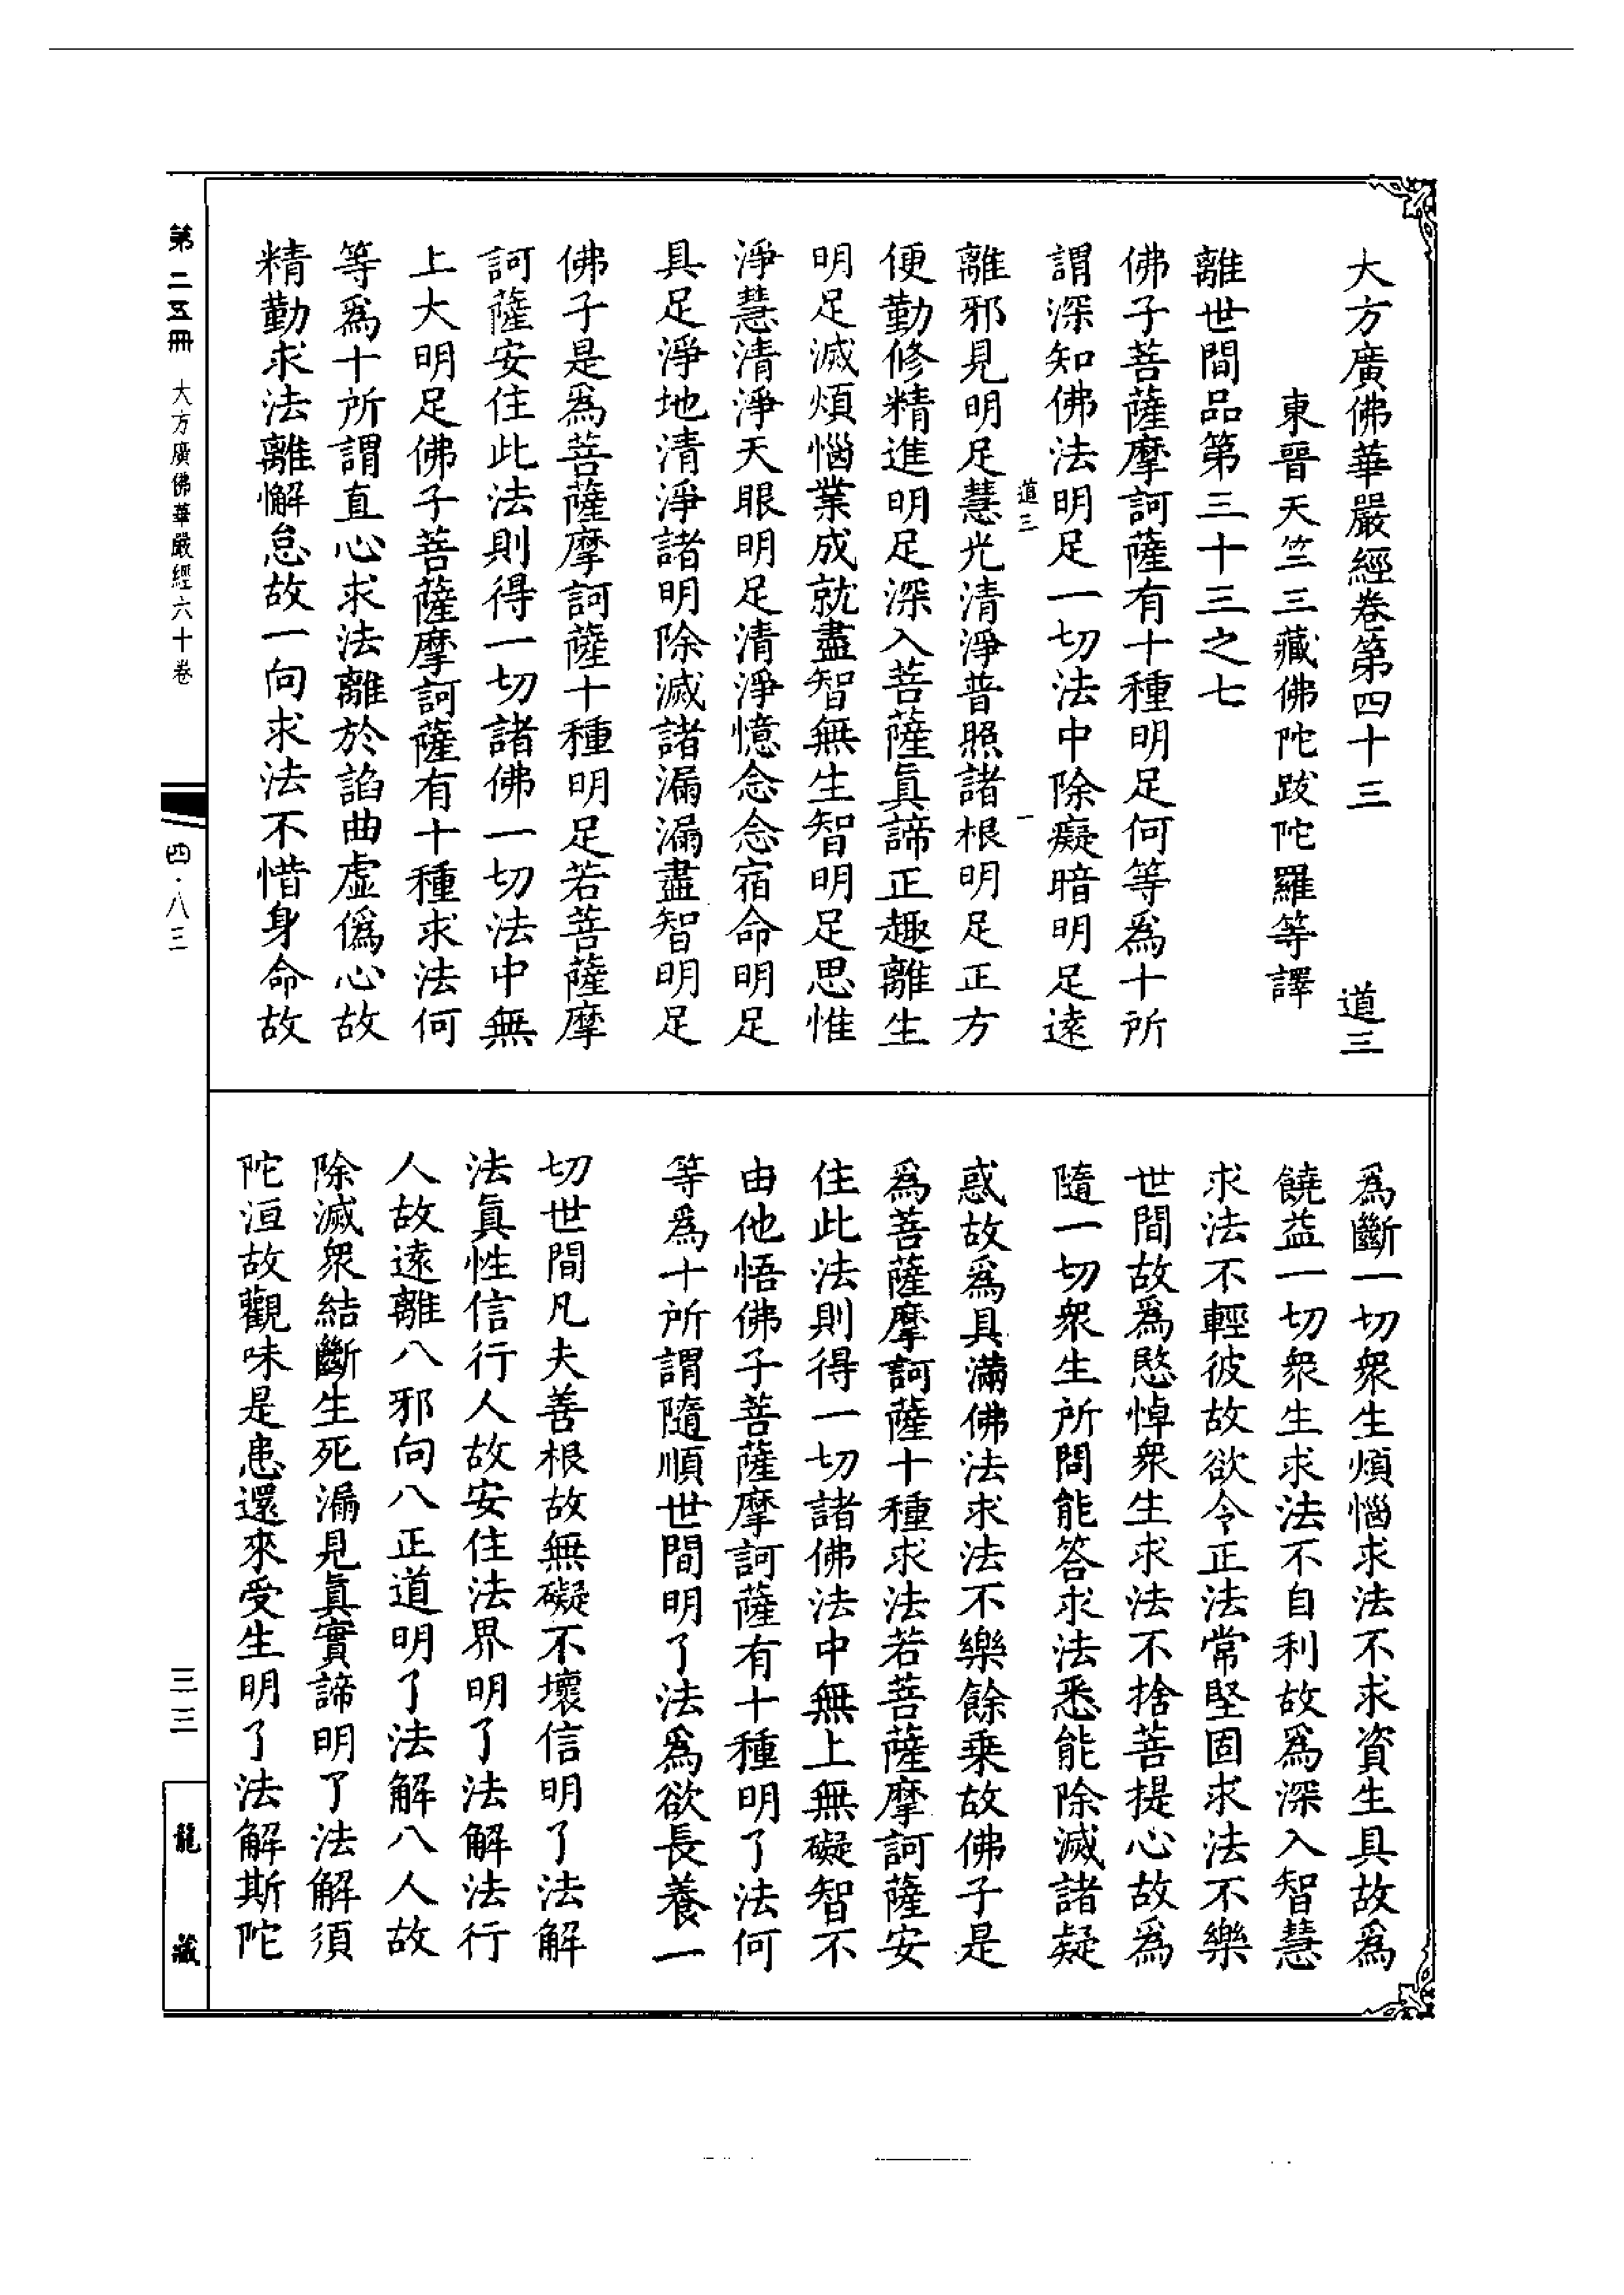 大方廣佛華嚴經卷第四十三　道三
東晉天竺三藏佛陀跋陀羅等譯
離世間品第三十三之七
佛子菩薩摩訶薩有十種明足何等爲十所
謂深知佛法明足一切法中除癡暗明足遠
道三　一
離邪見明足慧光清淨普照諸根明足正方
便勤修精進明足深入菩薩眞諦正趣離生
明足滅煩惱業成就盡智無生智明足思惟
淨慧清淨天眼明足清淨憶念念宿命明足
具足淨地清淨諸明除滅諸漏漏盡智明足
佛子是爲菩薩摩訶薩十種明足若菩薩摩
訶薩安住此法則得一切諸佛一切法中無
上大明足佛子菩薩摩訶薩有十種求法何
等爲十所謂直心求法離於諂曲虛僞心故
精勤求法離懈怠故一向求法不惜身命故
爲斷一切衆生煩惱求法不求資生具故爲
饒益一切衆生求法不自利故爲深入智慧
求法不輕彼故欲令正法常堅固求法不樂
世間故爲愍悼衆生求法不捨菩提心故爲
隨一切衆生所問能答求法悉能除滅諸疑
惑故爲具滿佛法求法不樂餘乘故佛子是
爲菩薩摩訶薩十種求法若菩薩摩訶薩安
住此法則得一切諸佛法中無上無礙智不
由他悟佛子菩薩摩訶薩有十種明了法何
等爲十所謂隨順世間明了法爲欲長養一
切世間凡夫善根故無礙不壞信明了法解
法眞性信行人故安住法界明了法解法行
人故遠離八邪向八正道明了法解八人故
除滅衆結斷生死漏見眞實諦明了法解須
陀洹故觀味是患還來受生明了法解斯陀
第二五冊　大方廣佛華嚴經六十卷
四·八三
三三
龍藏